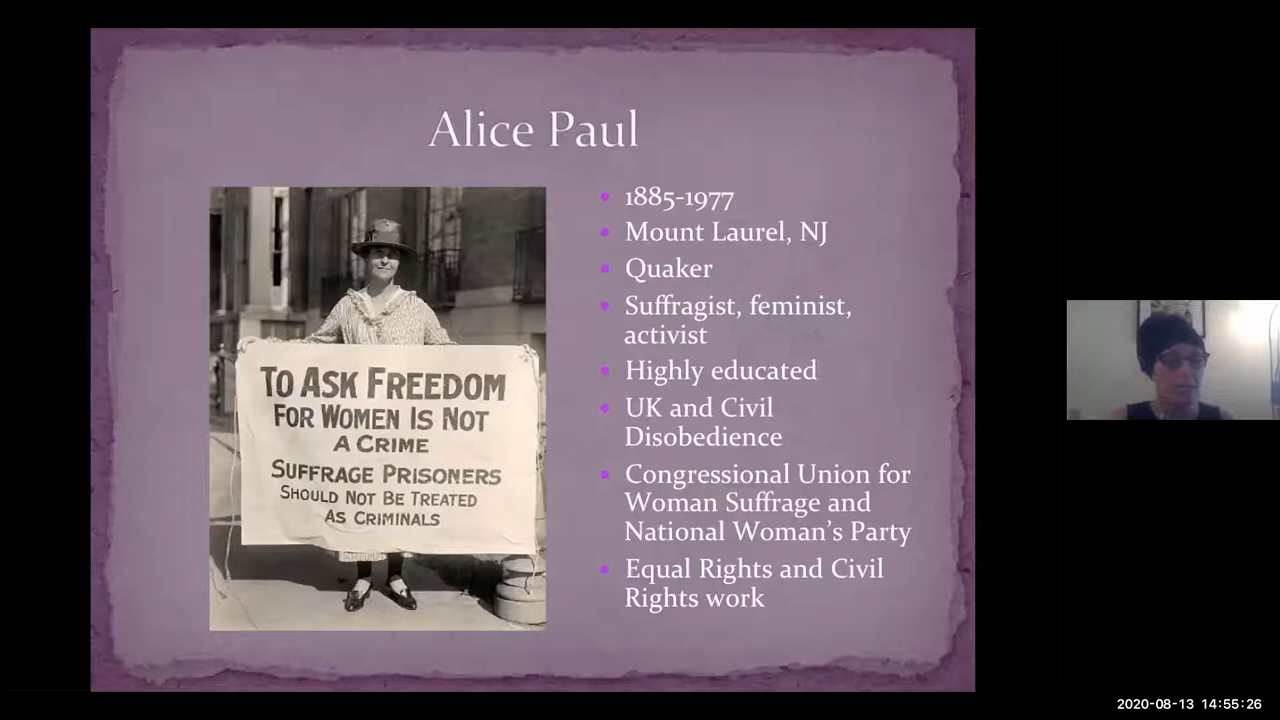 Alice Paul
TO ASK FREEDOM
FOR WOMEN IS NOT
A CRIME
SUFFRAGE PRISONERS
SHOULD NOT BE TREATED
AS CRIMINALS
• 1885-1977
• Mount Laurel, NJ
• Quaker
• Suffragist, feminist,
activist
• Highly educated
• UK and Civil
Disobedience
• Congressional Union for
Woman Suffrage and
National Woman's Party
• Equal Rights and Civil
Rights work
2020-08-13 14:55:26